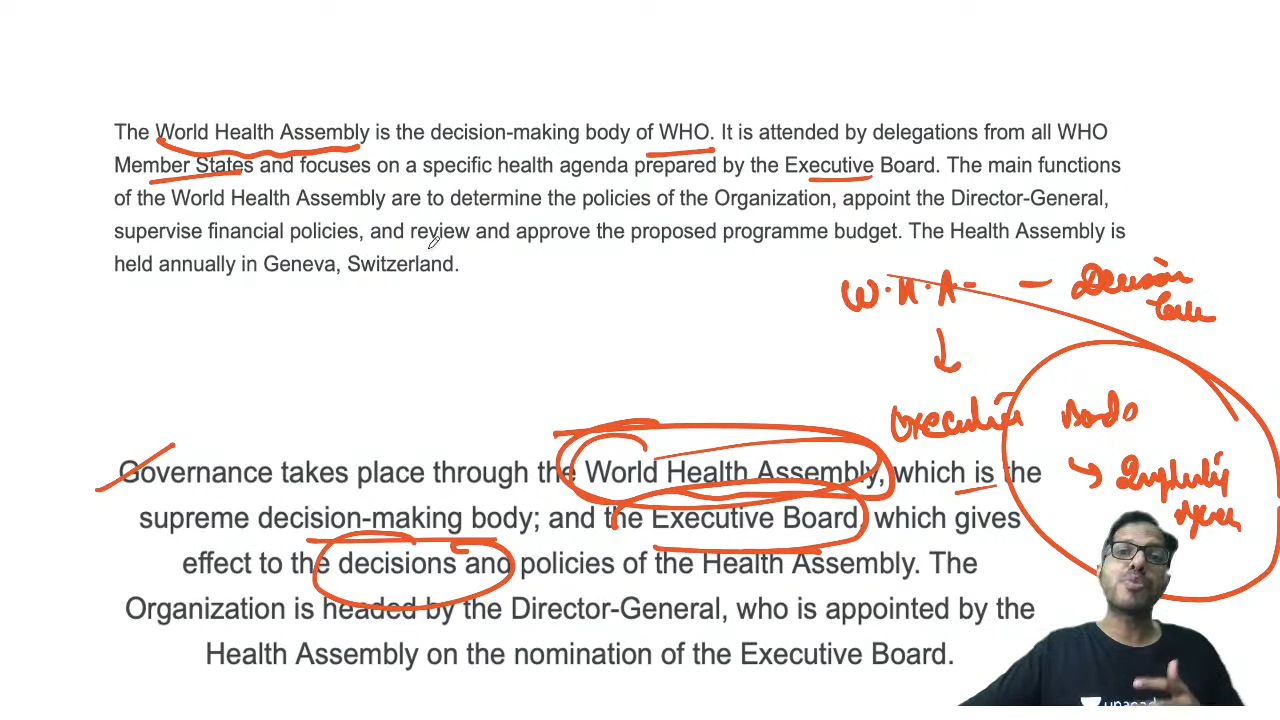 The World Health Assembly is the decision-making body of WHO. It is attended by delegations from all WHO
Member States and focuses on a specific health agenda prepared by the Executive Board. The main functions
of the World Health Assembly are to determine the policies of the Organization, appoint the Director-General,
supervise financial policies, and review and approve the proposed programme budget. The Health Assembly is
held annually in Geneva, Switzerland.
W.H.A. - Decision
Executive Body
Governance takes place through the World Health Assembly, which is the
supreme decision-making body; and the Executive Board, which gives
effect to the decisions and policies of the Health Assembly. The
Organization is headed by the Director-General, who is appointed by the
Health Assembly on the nomination of the Executive Board.